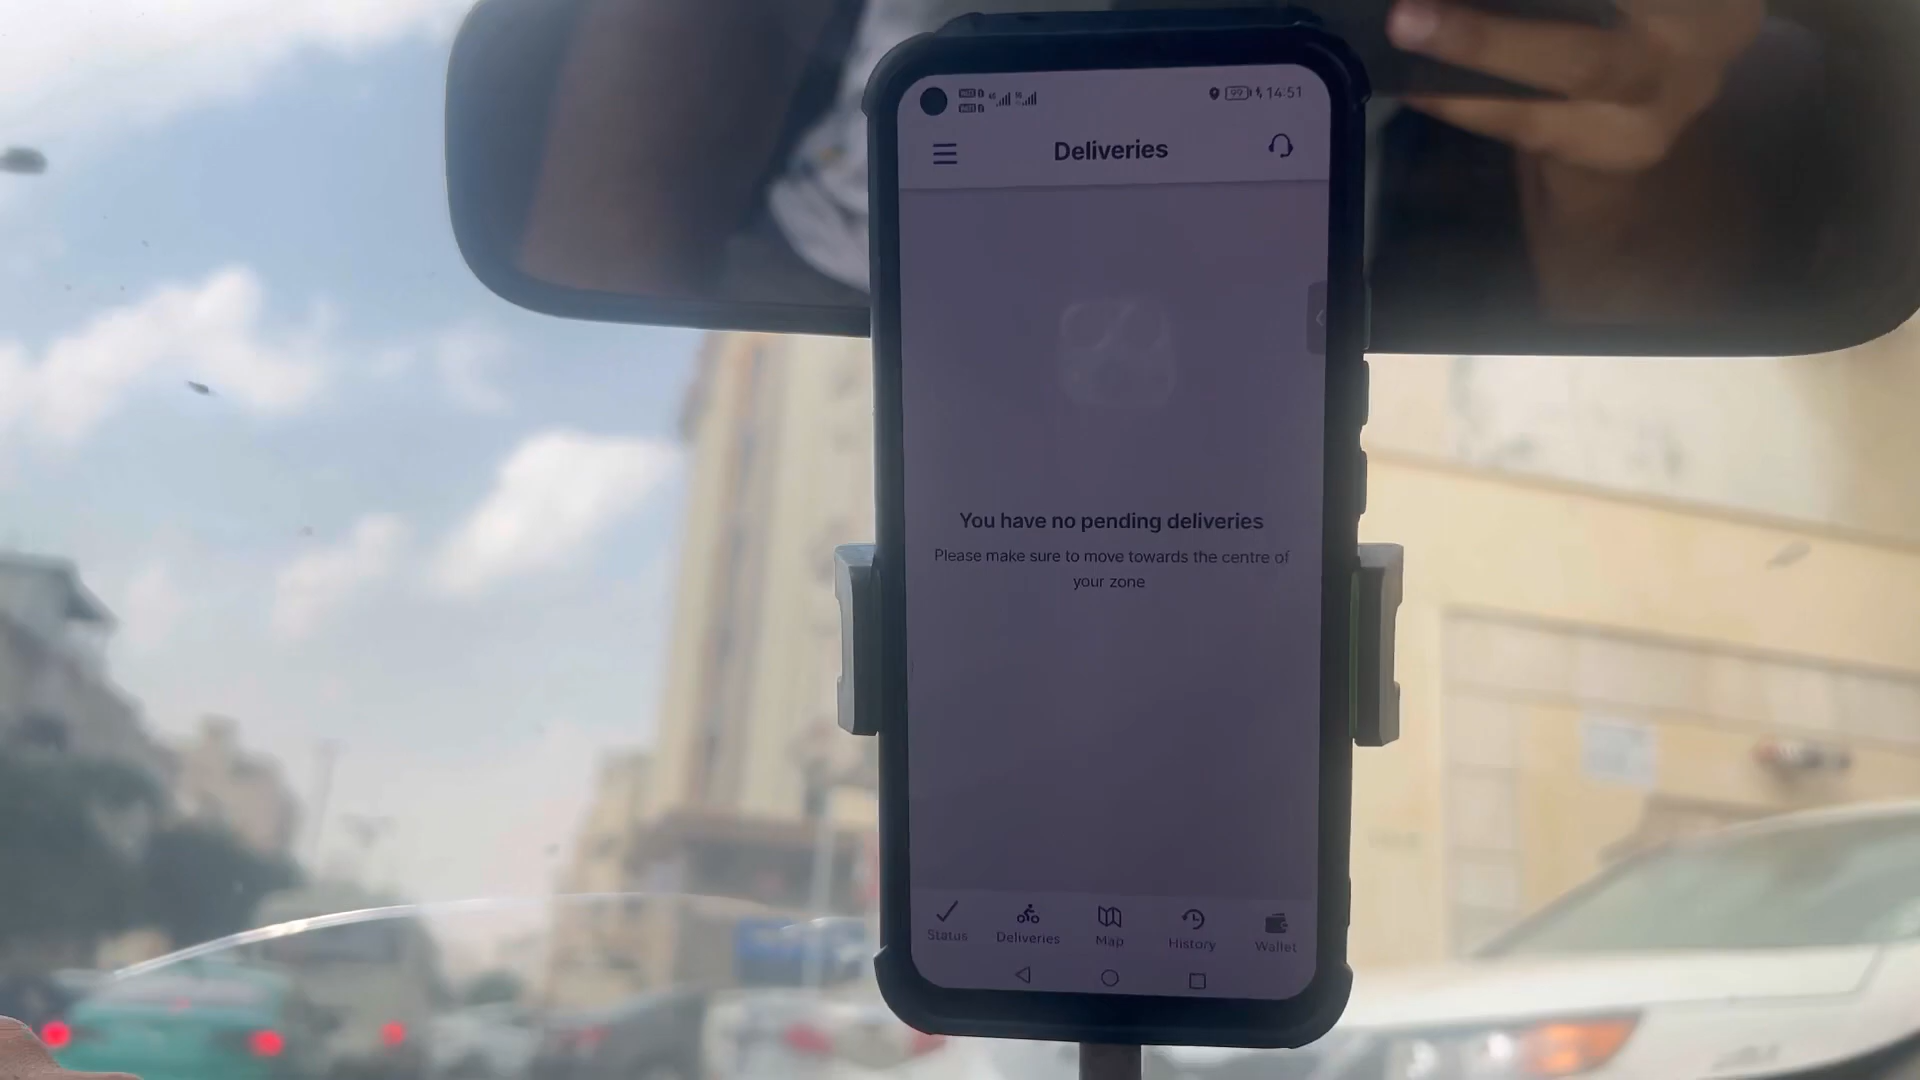 99 14:51
Deliveries
You have no pending deliveries
Please make sure to move towards the centre of
your zone
Status Deliveries Map History Wallet